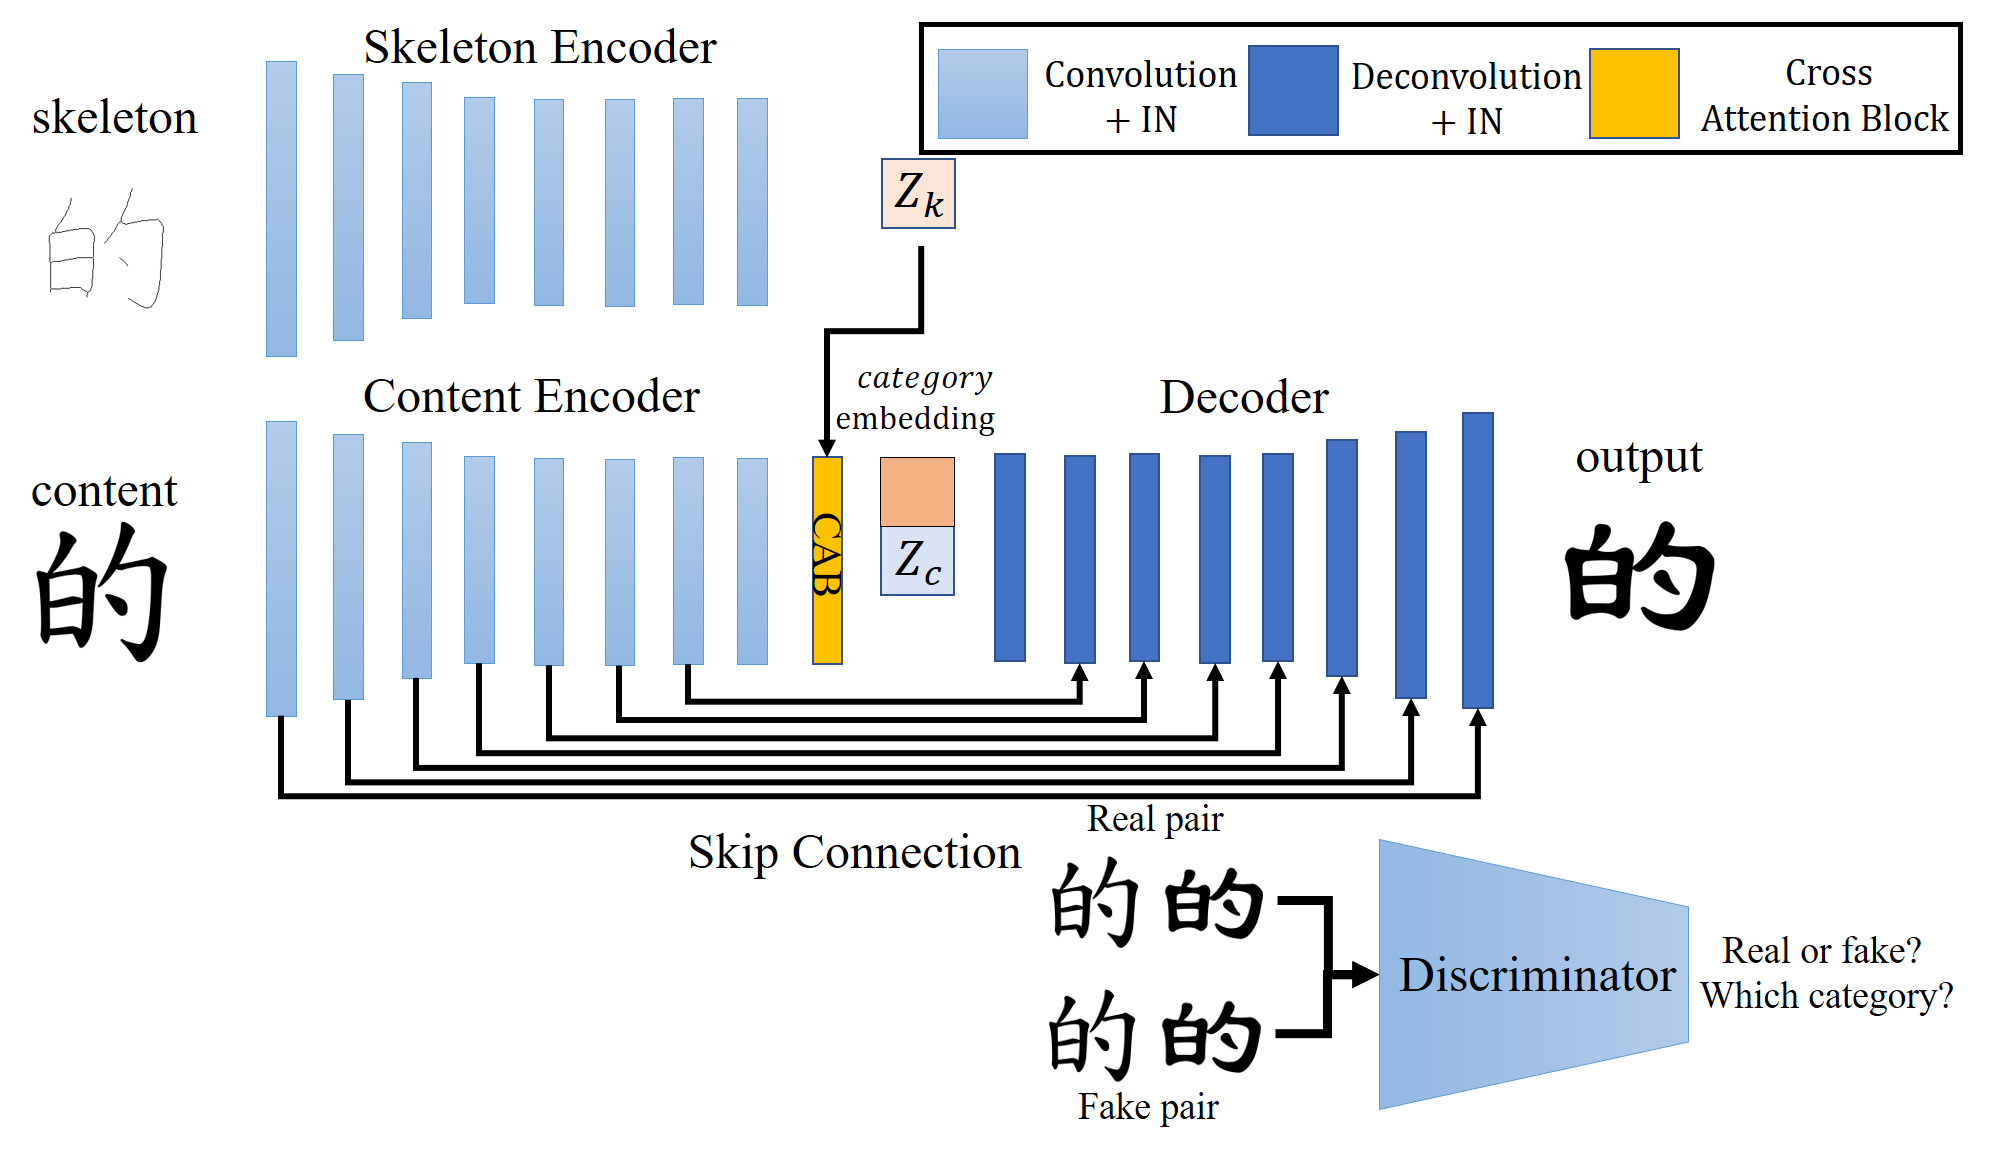 Skeleton Encoder
skeleton
的
Convolution
+ IN
Deconvolution
+ IN
Cross
Attention Block
Z_k
Content Encoder
content
的
CAB
category
embedding
Z_c
Decoder
output
的
Skip Connection
Real pair
的 的
的 的
Fake pair
Discriminator
Real or fake?
Which category?